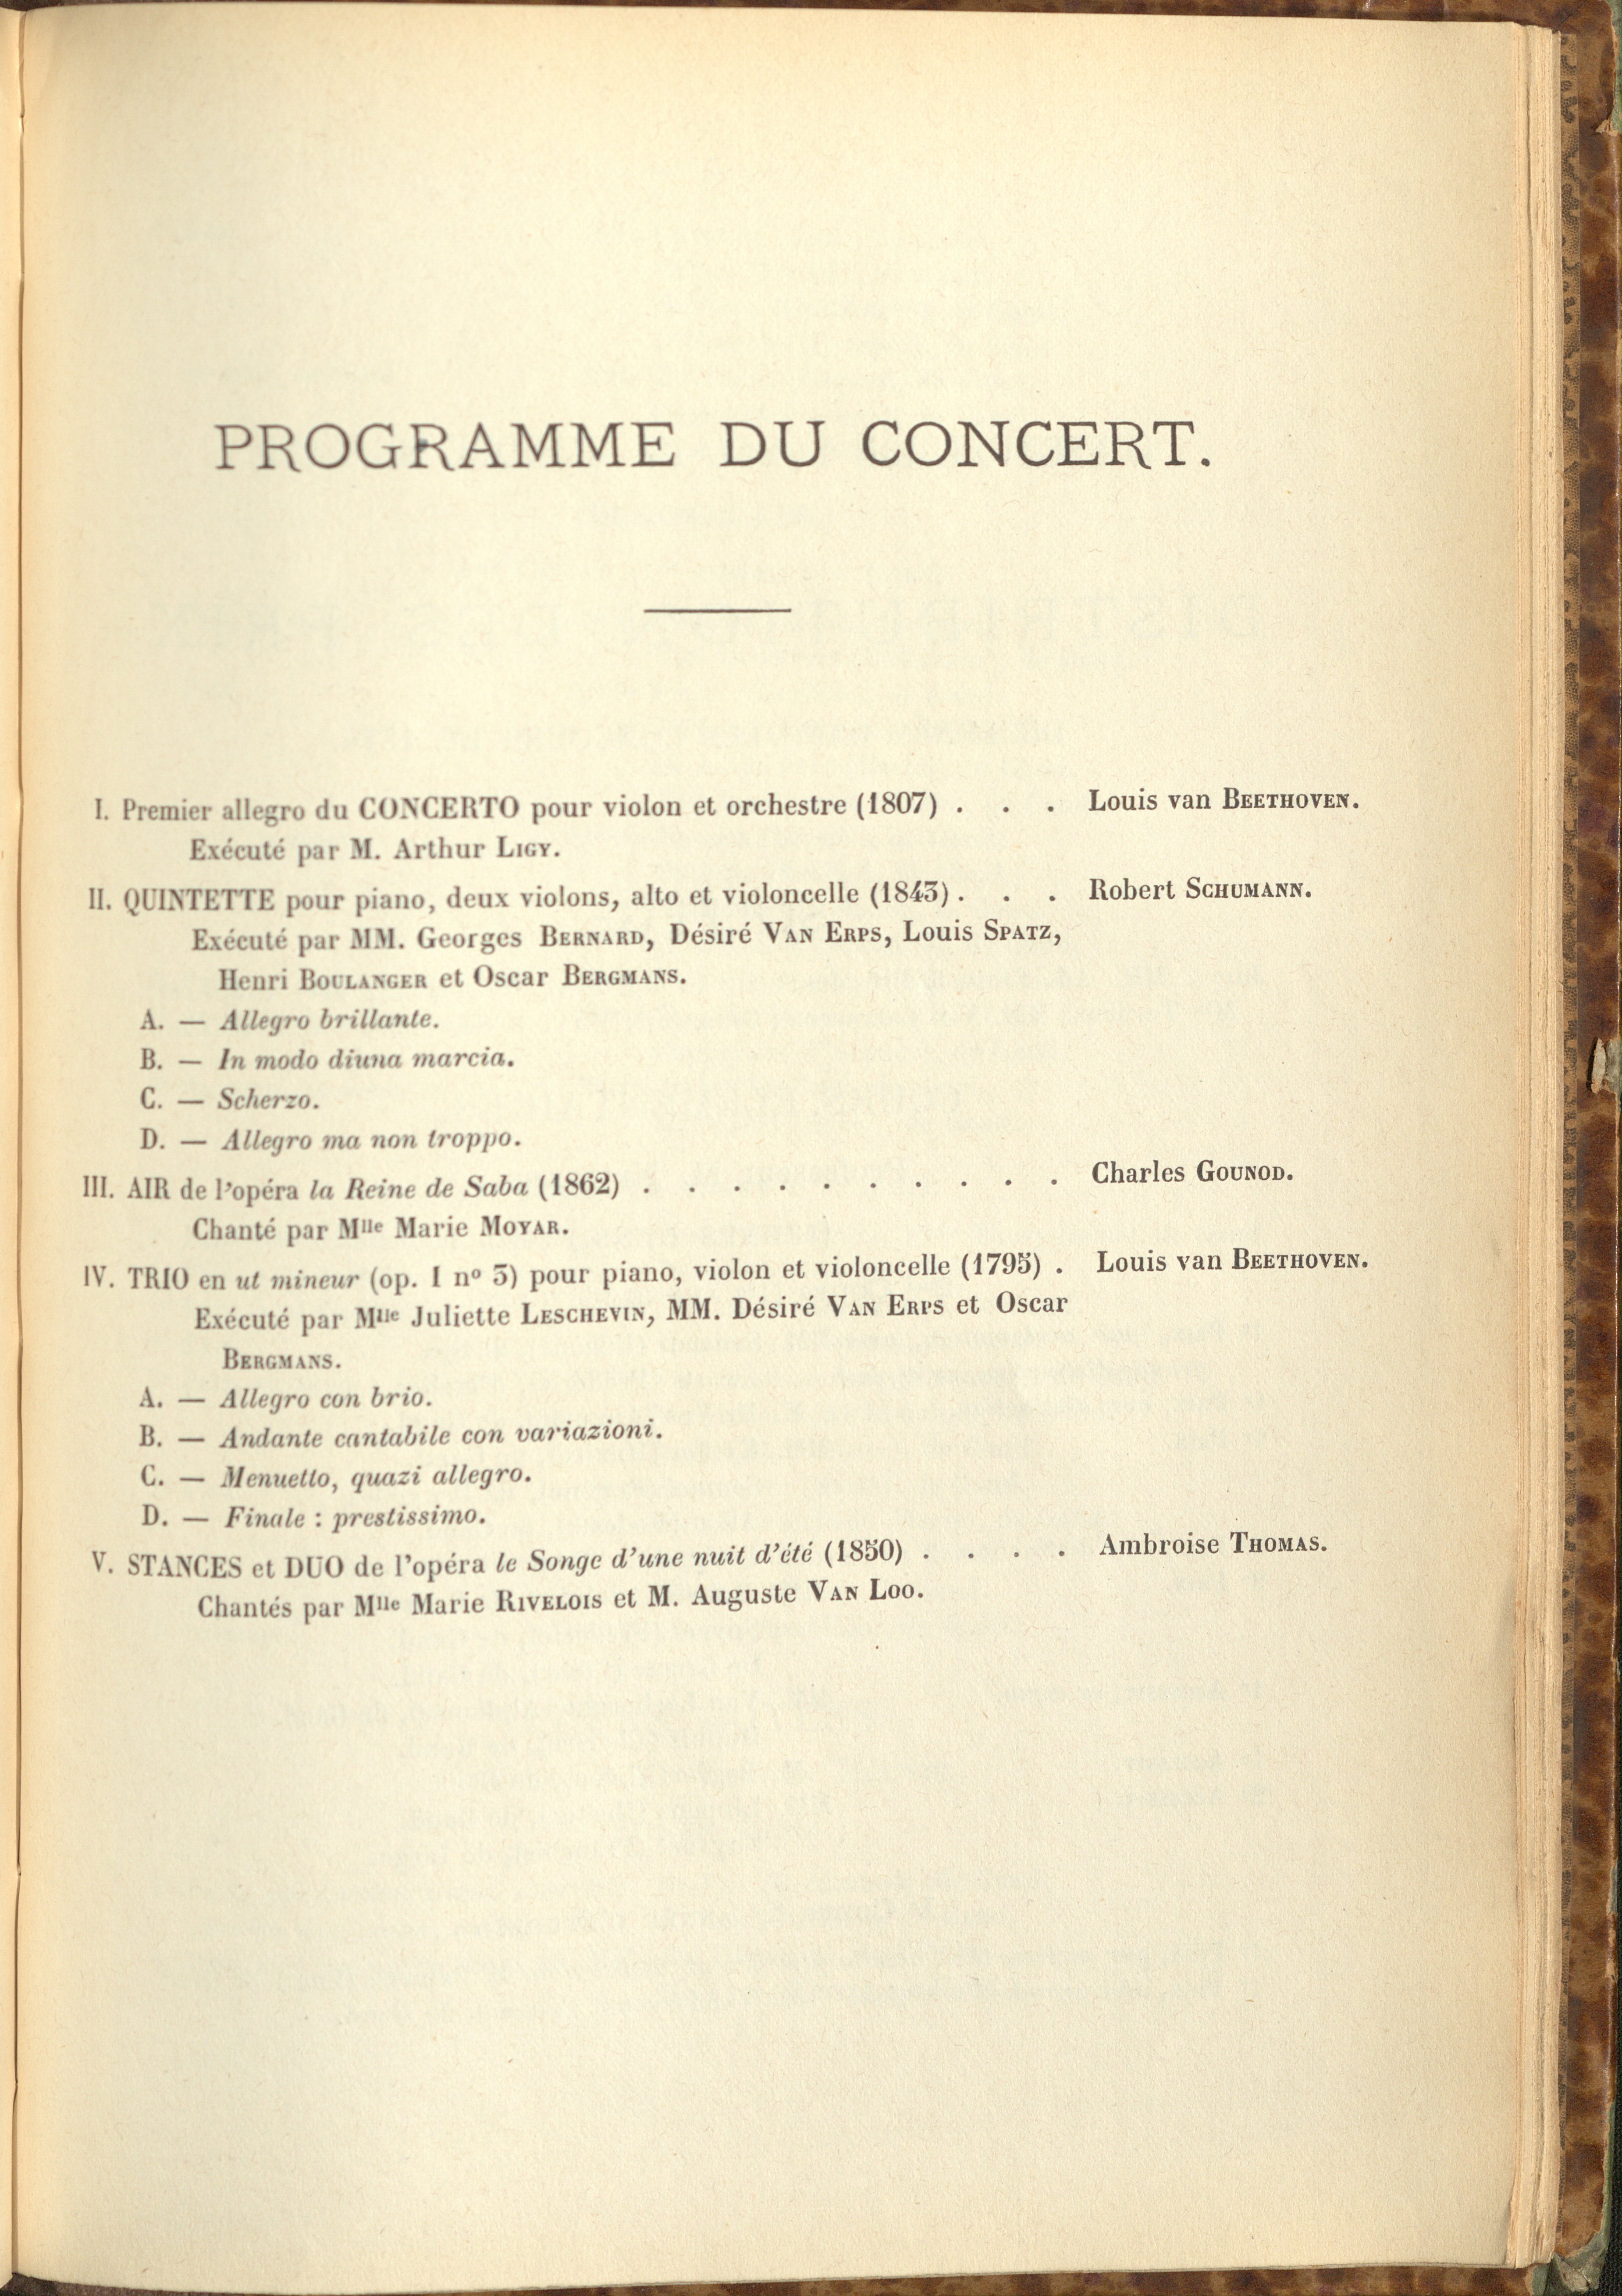 PROGRAMME DU CONCERT.
I. Premier allegro du CONCERTO pour violon et orchestre (1807) . . . Louis van BEETHOVEN.
Exécuté par M. Arthur LIGY.
II. QUINTETTE pour piano, deux violons, alto et violoncelle (1843) . . . Robert SCHUMANN.
Exécuté par MM. Georges BERNARD, Désiré VAN ERPS, Louis SPATZ,
Henri BOULANGER et Oscar BERGMANS.
A. — Allegro brillante.
B. — In modo diuna marcia.
C. — Scherzo.
D. — Allegro ma non troppo.
III. AIR de l'opéra la Reine de Saba (1862) . . . . . . . . . . Charles GOUNOD.
Chanté par Mlle Marie MOYAR.
IV. TRIO en ut mineur (op. 1 no 3) pour piano, violon et violoncelle (1795) . Louis van BEETHOVEN.
Exécuté par Mlle Juliette LESCHEVIN, MM. Désiré VAN ERPS et Oscar
BERGMANS.
A. — Allegro con brio.
B. — Andante cantabile con variazioni.
C. — Menuetto, quazi allegro.
D. — Finale : prestissimo.
V. STANCES et DUO de l'opéra le Songe d'une nuit d'été (1850) . . . . Ambroise THOMAS.
Chantés par Mlle Marie RIVELOIS et M. Auguste VAN LOO.